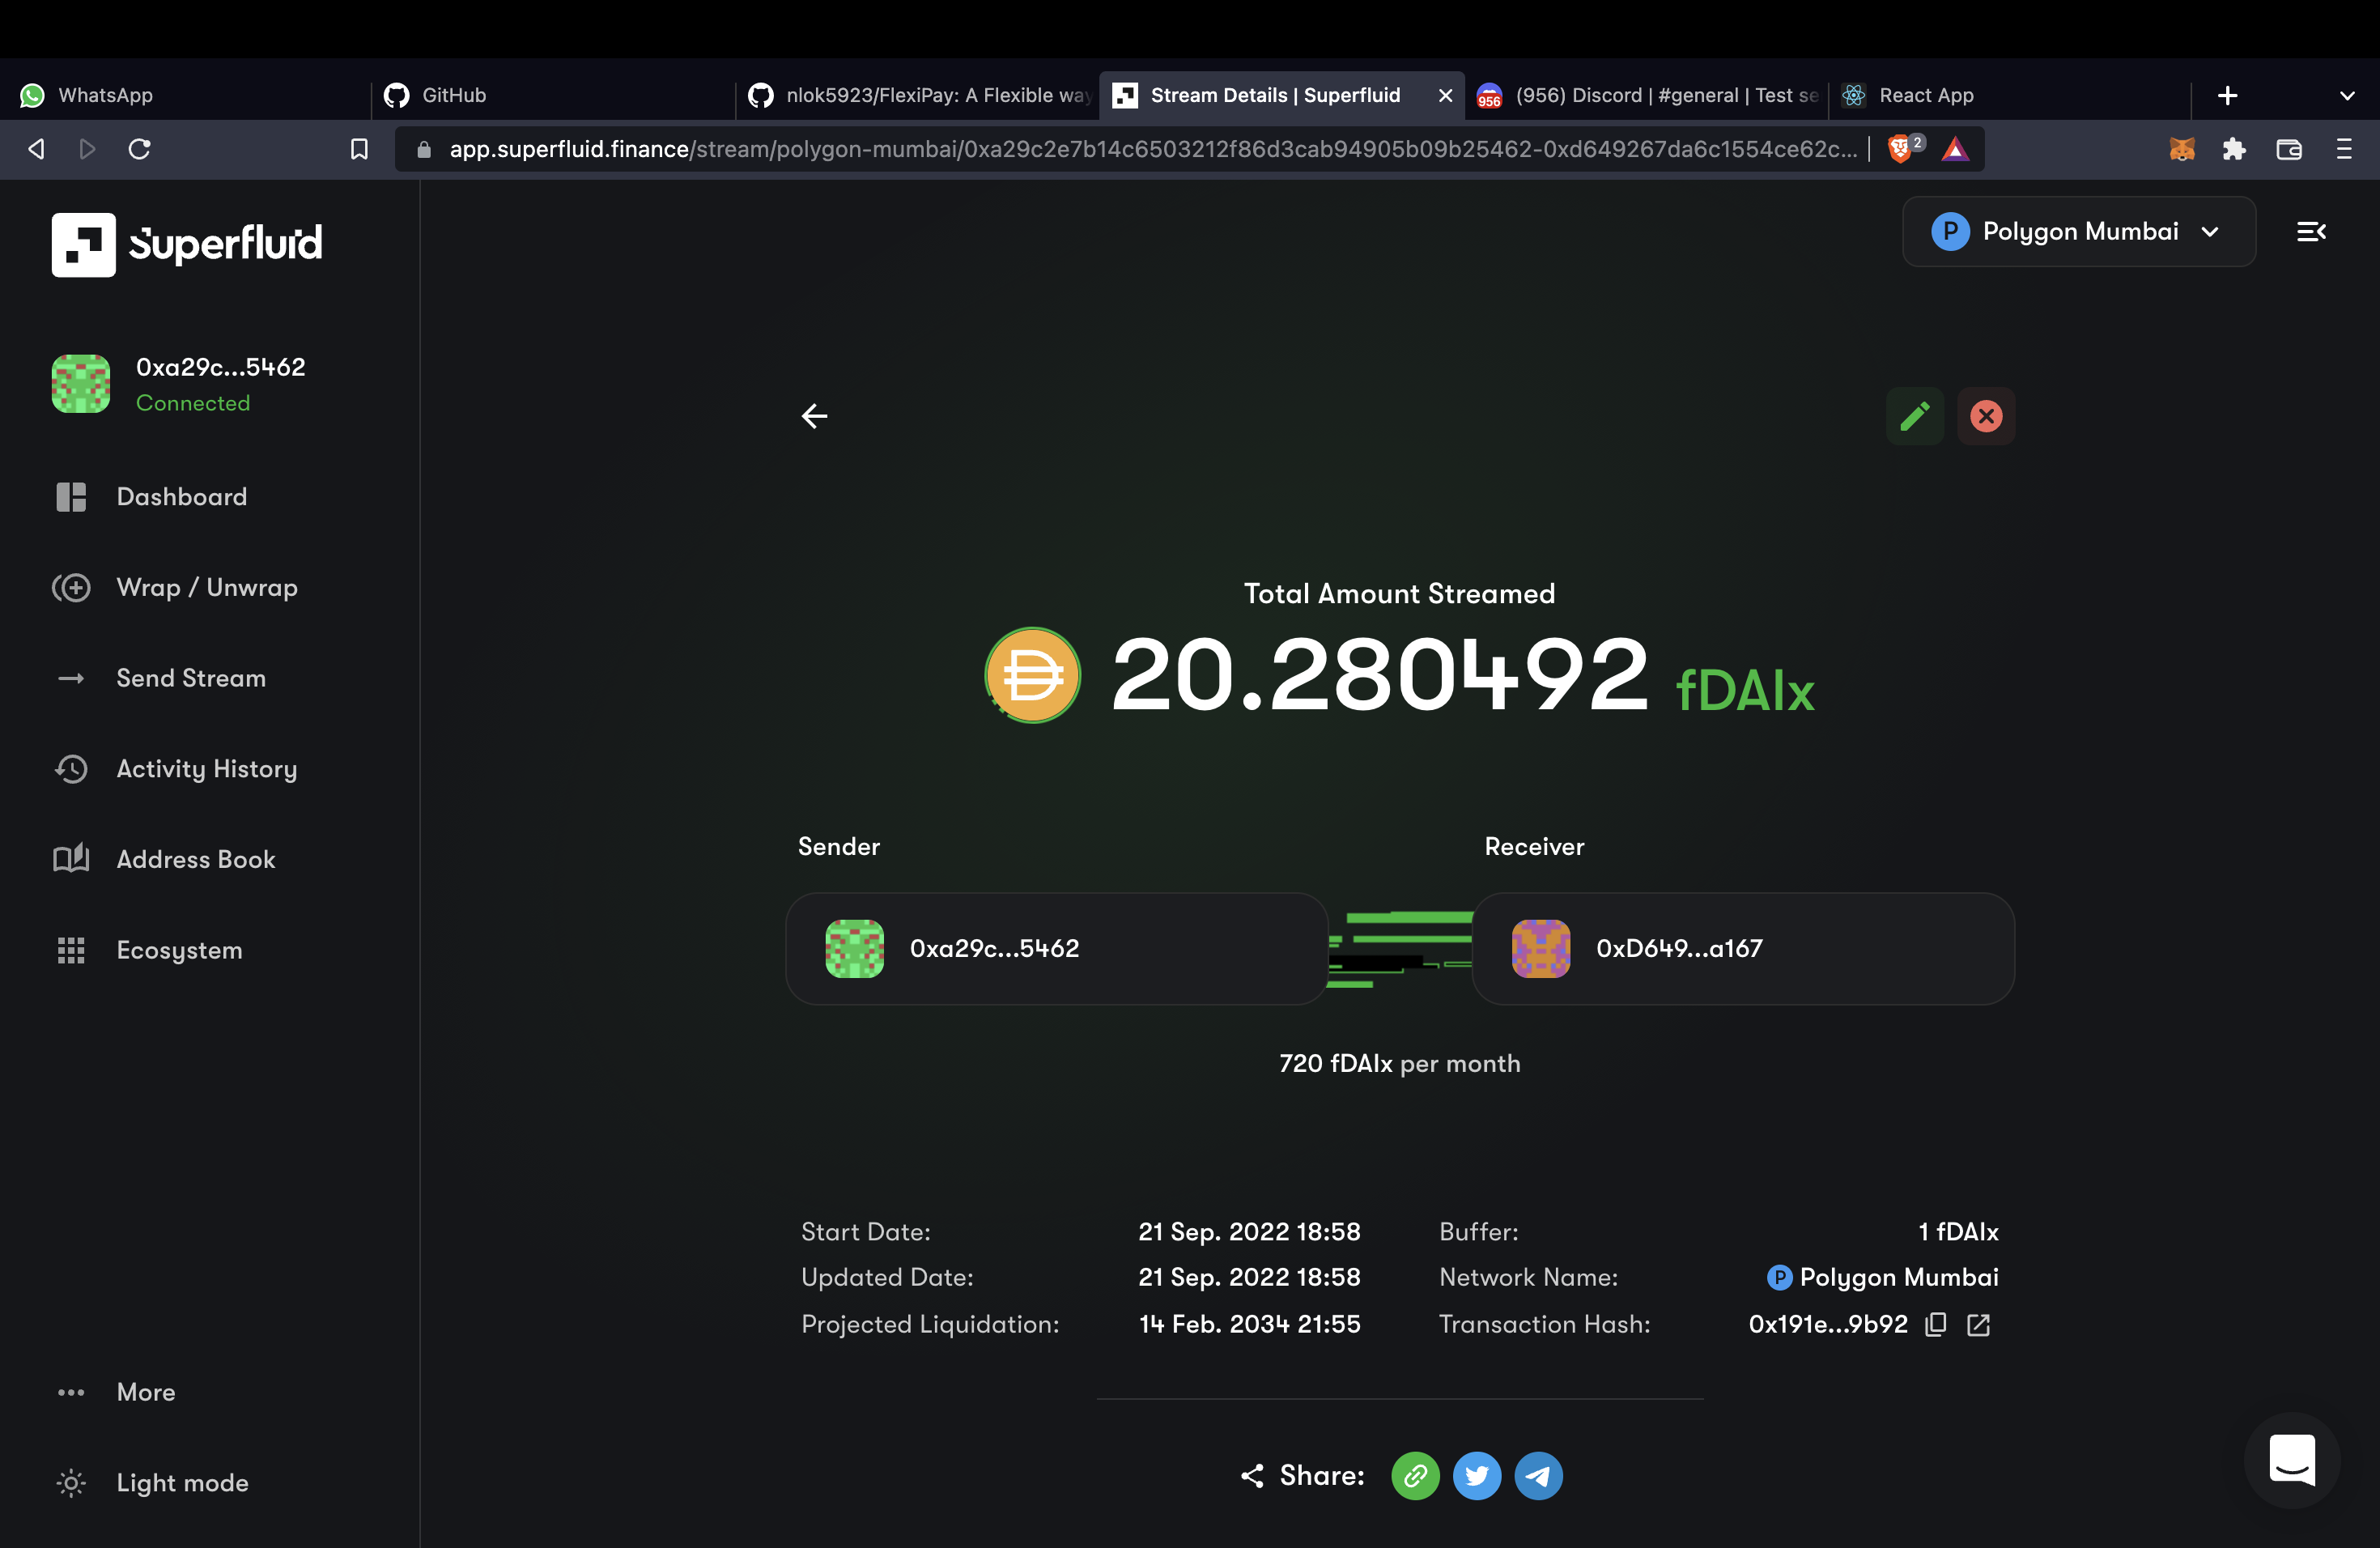 WhatsApp
GitHub
nlok5923/FlexiPay: A Flexible way
Stream Details | Superfluid
956
(956) Discord | #general | Test se
React App
app.superfluid.finance/stream/polygon-mumbai/0xa29c2e7b14c6503212f86d3cab94905b09b25462-0xd649267da6c1554ce62c...
2
Superfluid
P Polygon Mumbai
0xa29c...5462
Connected
Dashboard
Wrap / Unwrap
Send Stream
Activity History
Address Book
Ecosystem
More
Light mode
Total Amount Streamed
20.280492 fDAIx
Sender
Receiver
0xa29c...5462
0xD649...a167
720 fDAIx per month
Start Date: 21 Sep. 2022 18:58
Buffer: 1 fDAIx
Updated Date: 21 Sep. 2022 18:58
Network Name: P Polygon Mumbai
Projected Liquidation: 14 Feb. 2034 21:55
Transaction Hash: 0x191e...9b92
Share: